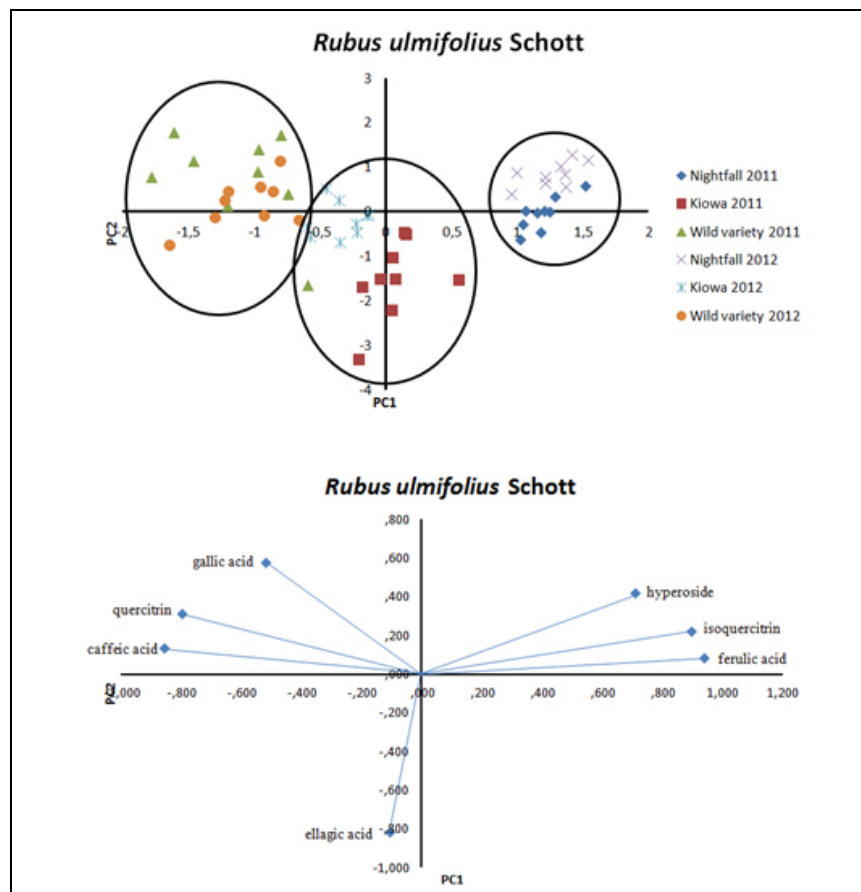 Rubus ulmifolius Schott
3
2
1
0
-2 -1,5 -1 -0,5 0 0,5 1 1,5 2
-1
-2
-3
-4
PC2
PC1
Nightfall 2011
Kiowa 2011
Wild variety 2011
Nightfall 2012
Kiowa 2012
Wild variety 2012
Rubus ulmifolius Schott
,800
,600
,400
,200
,000
-,200
-,400
-,600
-,800
-1,000
-,800 -,600 -,400 -,200 ,000 ,200 ,400 ,600 ,800 1,000 1,200
PC2
gallic acid
quercitrin
caffeic acid
hyperoside
isoquercitrin
ferulic acid
ellagic acid
PC1